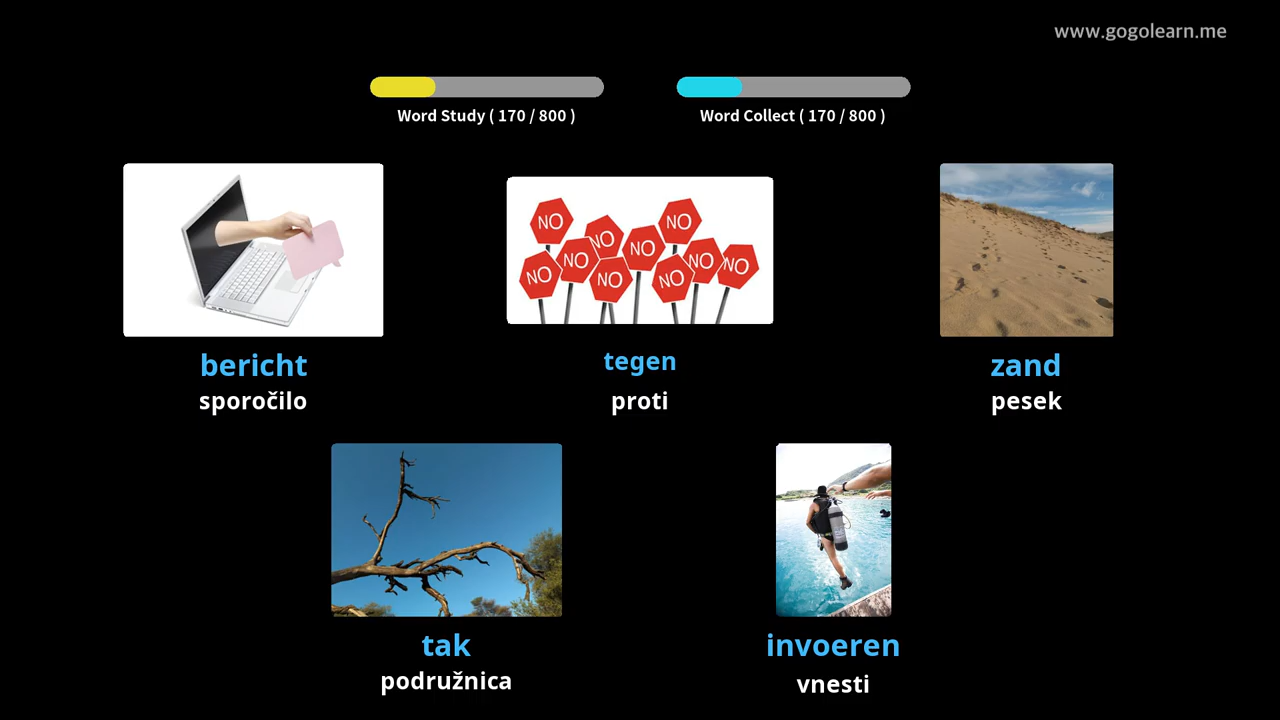 www.gogolearn.me
Word Study ( 170 / 800 )
Word Collect ( 170 / 800 )
NO
NO
NO
NO
NO
NO
NO
NO
NO
NO
bericht
sporočilo
tegen
proti
zand
pesek
tak
podružnica
invoeren
vnesti